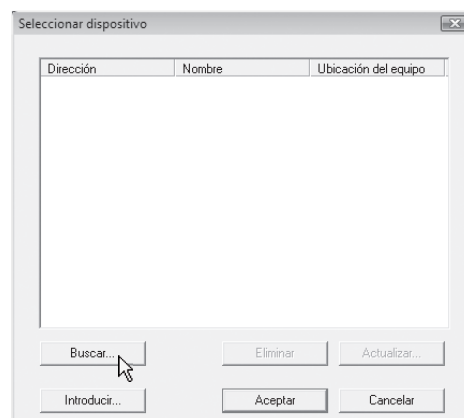 Seleccionar dispositivo
Dirección Nombre Ubicación del equipo
Buscar... Eliminar Actualizar...
Introducir... Aceptar Cancelar